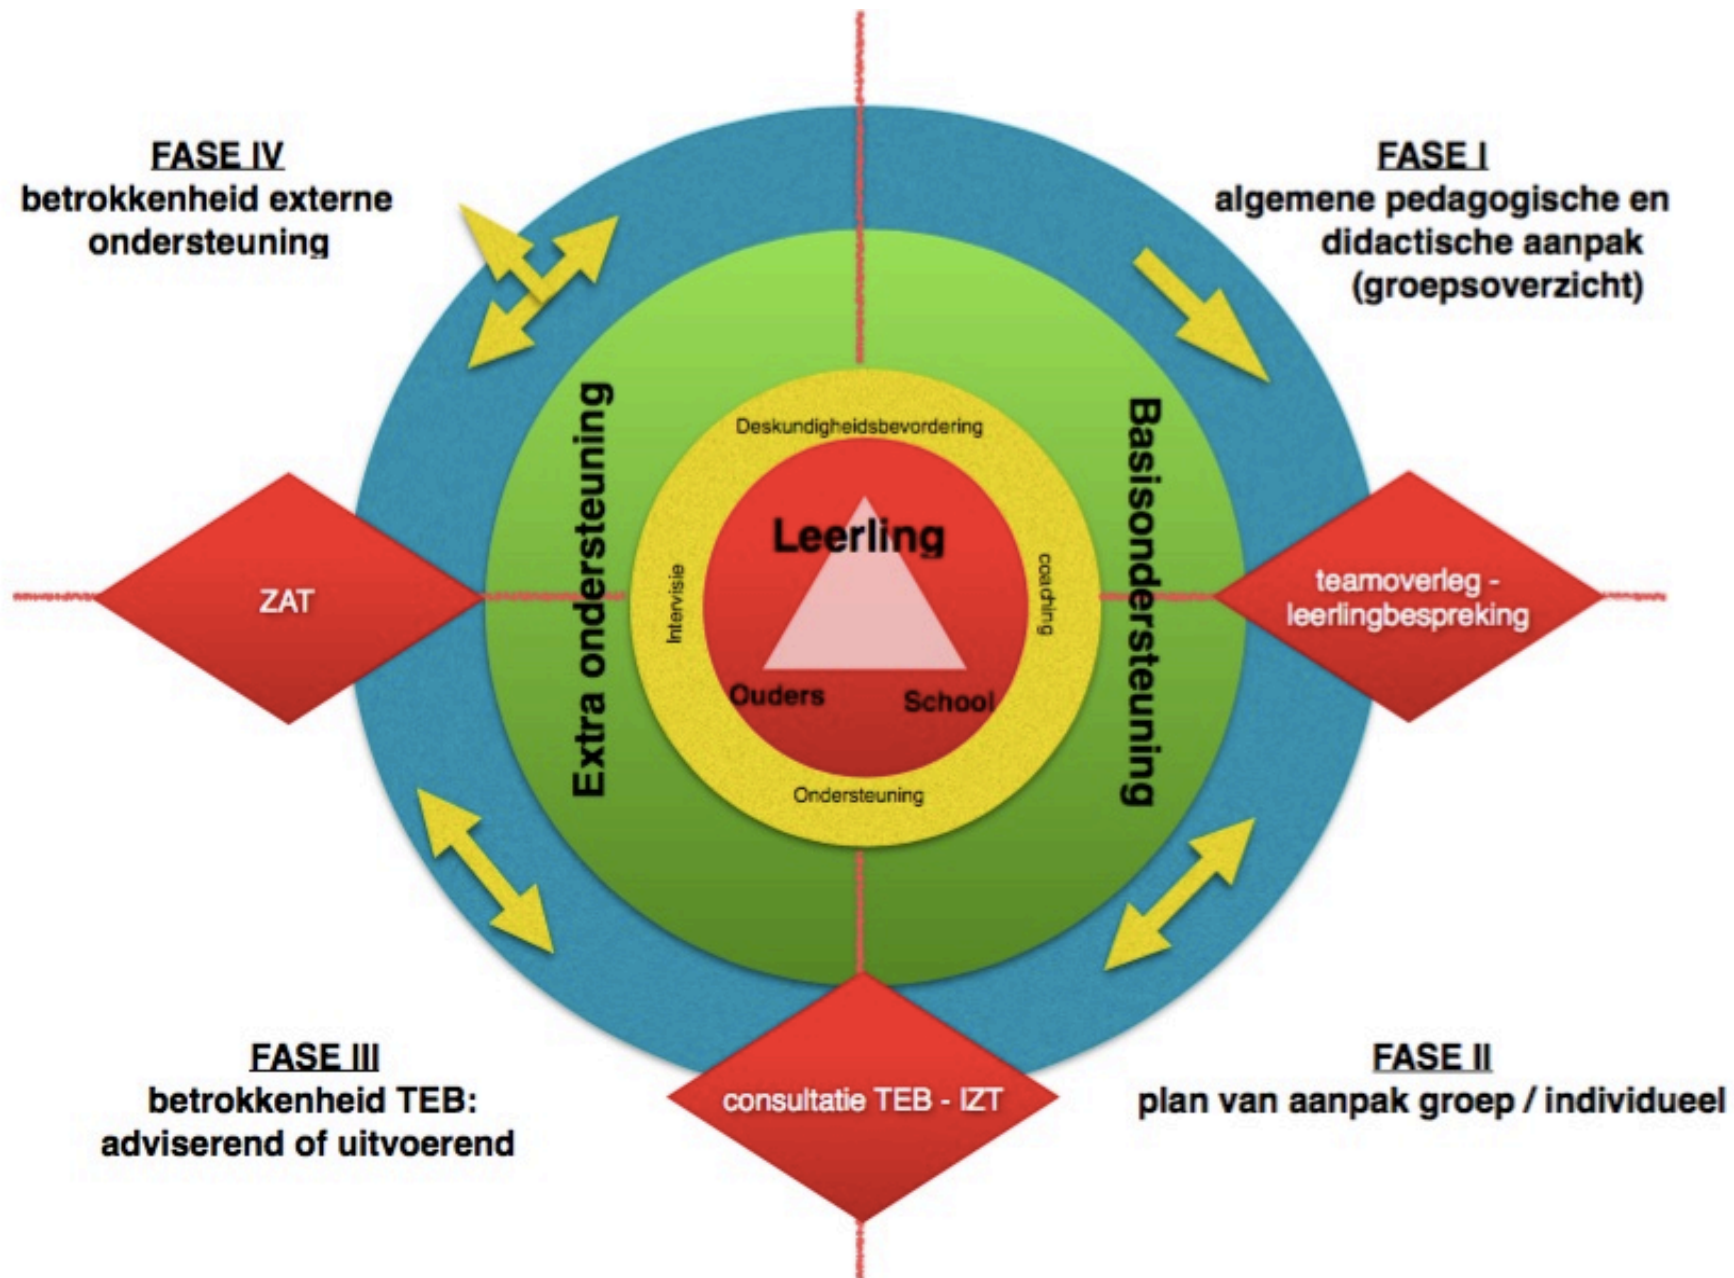 FASE IV
betrokkenheid externe
ondersteuning
FASE I
algemene pedagogische en
didactische aanpak
(groepsoverzicht)
Extra ondersteuning
Basisondersteuning
Deskundigheidsbevordering
Intervisie
coaching
Ondersteuning
Leerling
Ouders
School
ZAT
teamoverleg -
leerlingbespreking
consultatie TEB - IZT
FASE III
betrokkenheid TEB:
adviserend of uitvoerend
FASE II
plan van aanpak groep / individueel